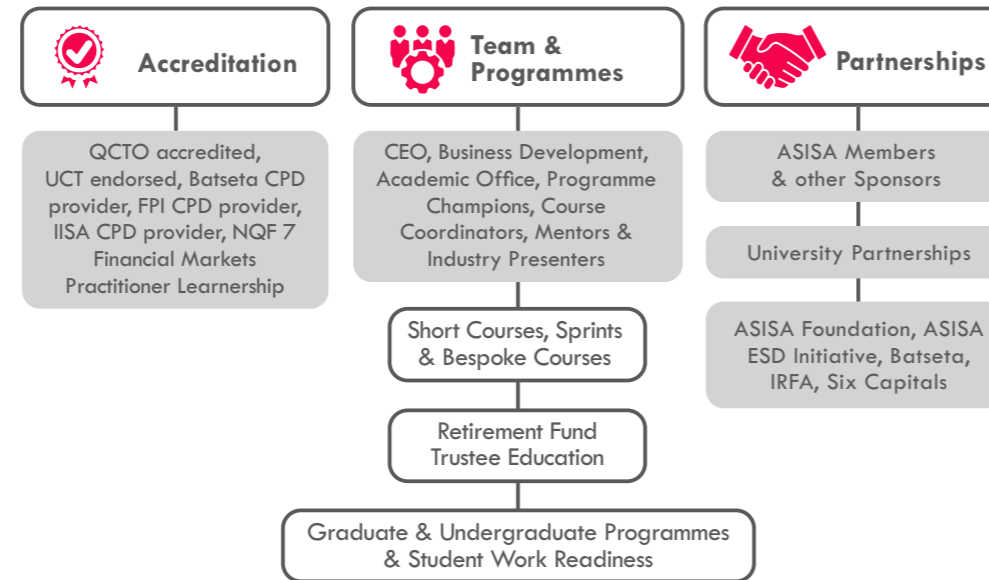 Accreditation
QCTO accredited,
UCT endorsed, Batseta CPD
provider, FPI CPD provider,
IISA CPD provider, NQF 7
Financial Markets
Practitioner Learnership
Team &
Programmes
CEO, Business Development,
Academic Office, Programme
Champions, Course
Coordinators, Mentors &
Industry Presenters
Short Courses, Sprints
& Bespoke Courses
Retirement Fund
Trustee Education
Graduate & Undergraduate Programmes
& Student Work Readiness
Partnerships
ASISA Members
& other Sponsors
University Partnerships
ASISA Foundation, ASISA
ESD Initiative, Batseta,
IRFA, Six Capitals